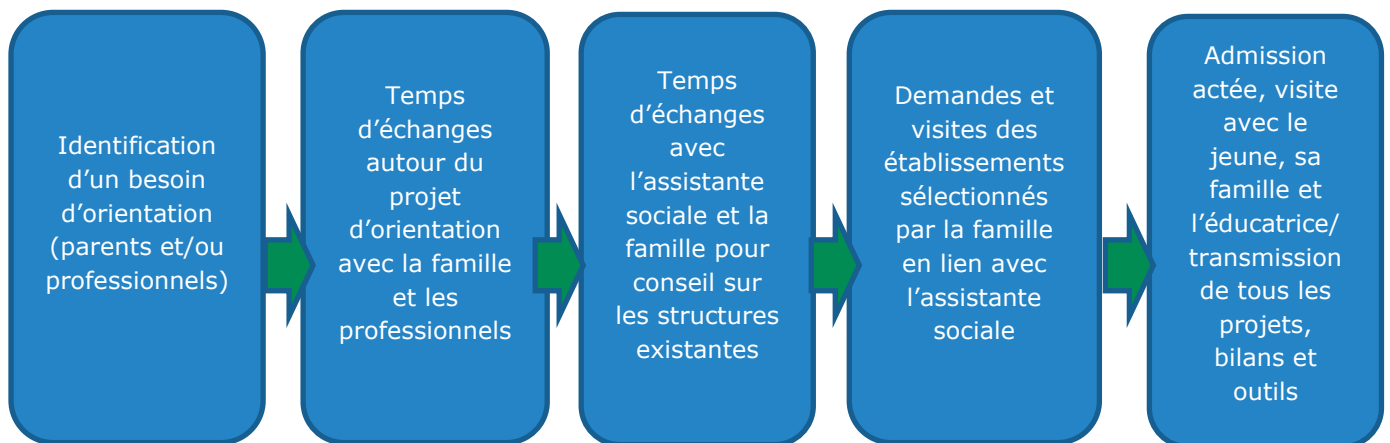 Identification
d'un besoin
d'orientation
(parents et/ou
professionnels)
Temps
d'échanges
autour du
projet
d'orientation
avec la famille
et les
professionnels
Temps
d'échanges
avec
l'assistante
sociale et la
famille pour
conseil sur
les structures
existantes
Demandes et
visites des
établissements
sélectionnés
par la famille
en lien avec
l'assistante
sociale
Admission
actée, visite
avec le
jeune, sa
famille et
l'éducatrice/
transmission
de tous les
projets,
bilans et
outils